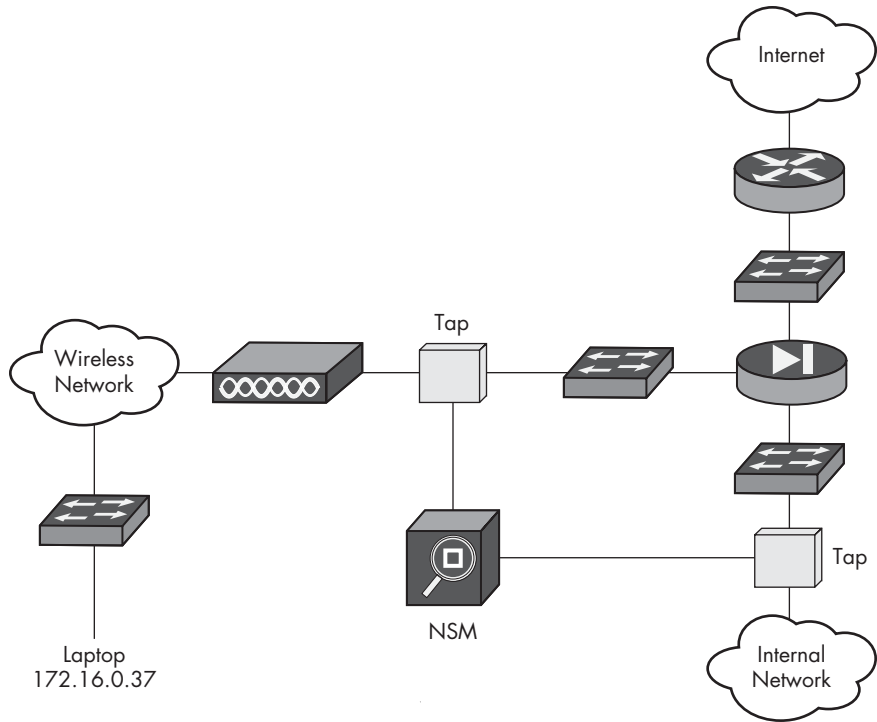 Internet
Tap
Wireless
Network
Tap
NSM
Laptop
172.16.0.37
Internal
Network